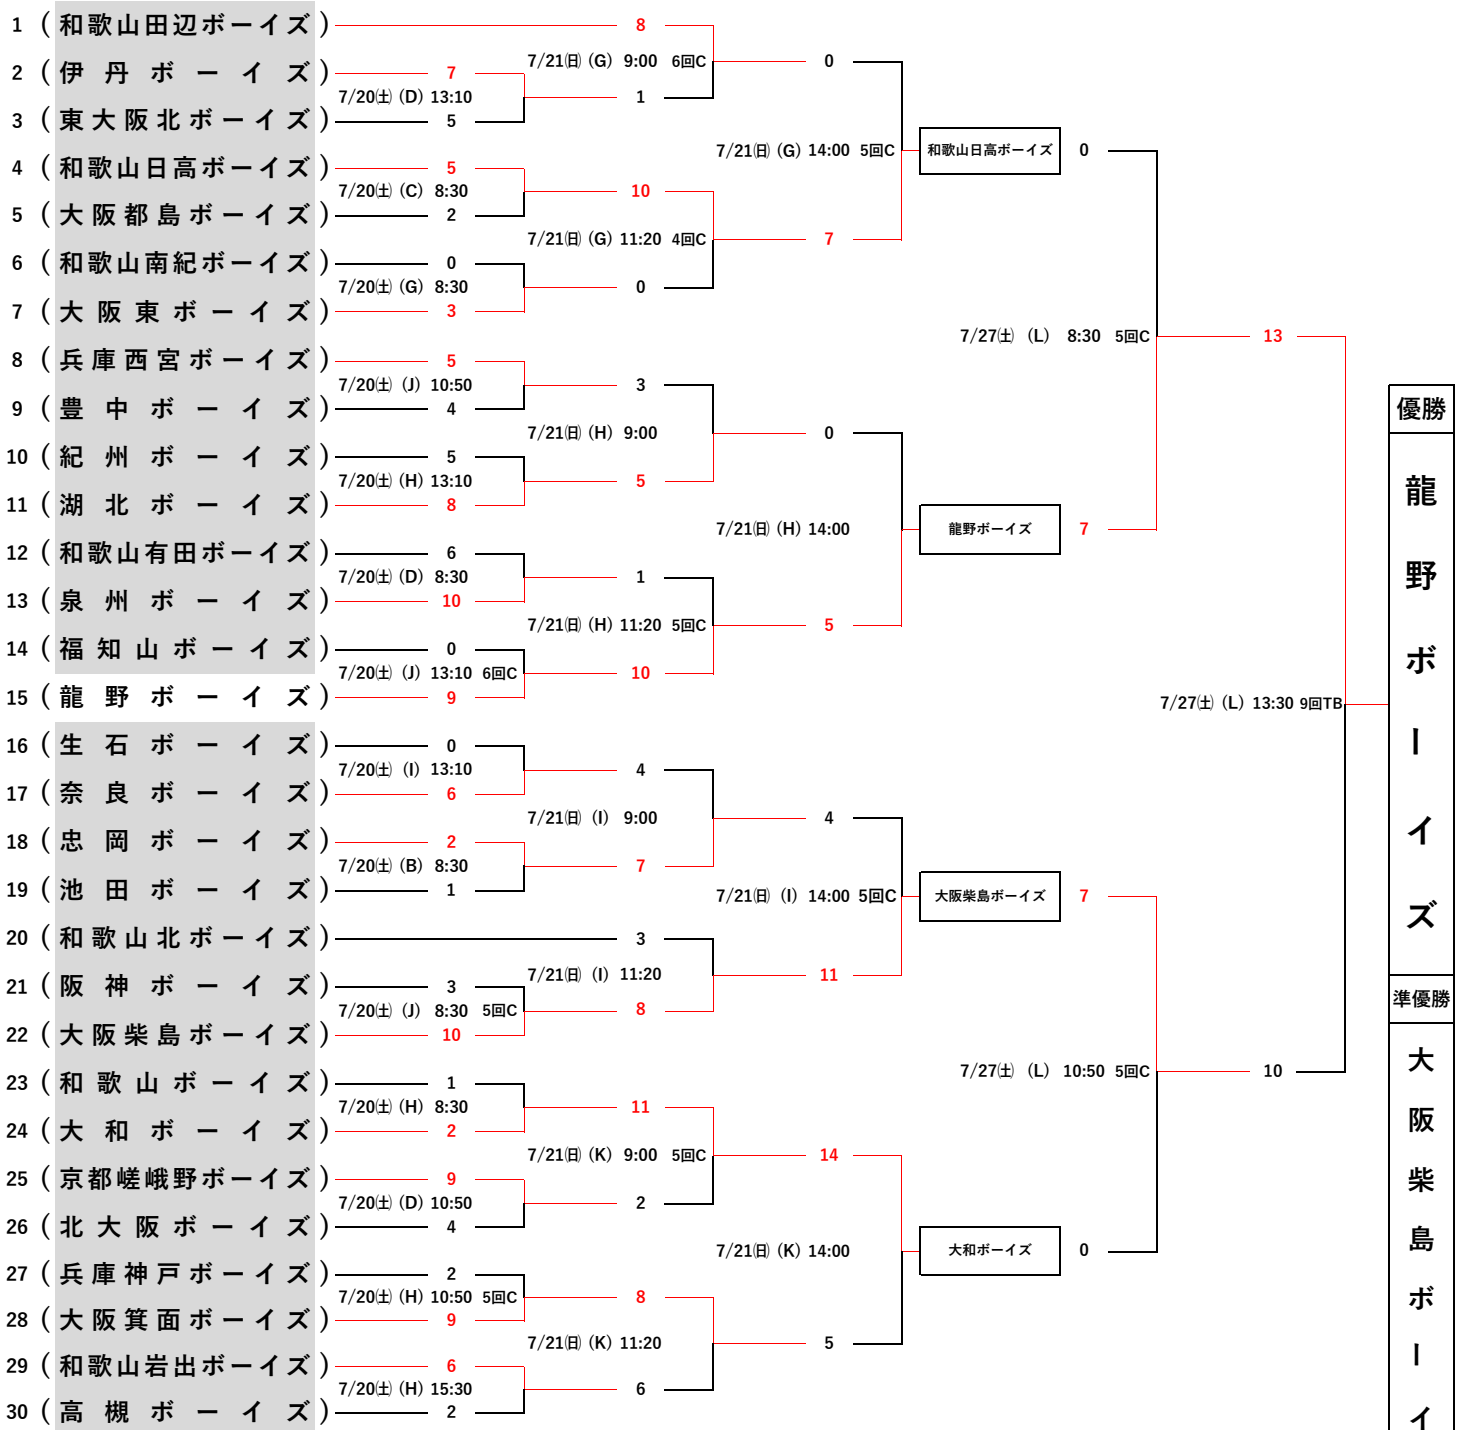 1 ( 和歌山田辺ボーイズ ) 8
7/21(日) (G) 9:00 6回C 0
2 ( 伊丹ボーイズ ) 7
7/20(土) (D) 13:10 1
3 ( 東大阪北ボーイズ ) 5
7/21(日) (G) 14:00 5回C 和歌山日高ボーイズ 0
4 ( 和歌山日高ボーイズ ) 5
7/20(土) (C) 8:30 10
5 ( 大阪都島ボーイズ ) 2
7/21(日) (G) 11:20 4回C 7
6 ( 和歌山南紀ボーイズ ) 0
7/20(土) (G) 8:30 0
7 ( 大阪東ボーイズ ) 3
7/27(土) (L) 8:30 5回C 13
8 ( 兵庫西宮ボーイズ ) 5
7/20(土) (J) 10:50 3
9 ( 豊中ボーイズ ) 4
優勝
7/21(日) (H) 9:00 0
10 ( 紀州ボーイズ ) 5
7/20(土) (H) 13:10 5
11 ( 湖北ボーイズ ) 8
7/21(日) (H) 14:00 龍野ボーイズ 7
12 ( 和歌山有田ボーイズ ) 6
7/20(土) (D) 8:30 1
13 ( 泉州ボーイズ ) 10
7/21(日) (H) 11:20 5回C 5
14 ( 福知山ボーイズ ) 0
7/20(土) (J) 13:10 6回C 10
15 ( 龍野ボーイズ ) 9
7/27(土) (L) 13:30 9回TB
龍野ボーイズ
16 ( 生石ボーイズ ) 0
7/20(土) (I) 13:10 4
17 ( 奈良ボーイズ ) 6
7/21(日) (I) 9:00 4
18 ( 忠岡ボーイズ ) 2
7/20(土) (B) 8:30 7
19 ( 池田ボーイズ ) 1
7/21(日) (I) 14:00 5回C 大阪柴島ボーイズ 7
20 ( 和歌山北ボーイズ ) 3
7/21(日) (I) 11:20 11
21 ( 阪神ボーイズ ) 3
7/20(土) (J) 8:30 5回C 8
22 ( 大阪柴島ボーイズ ) 10
準優勝
7/27(土) (L) 10:50 5回C 10
23 ( 和歌山ボーイズ ) 1
7/20(土) (H) 8:30 11
24 ( 大和ボーイズ ) 2
7/21(日) (K) 9:00 5回C 14
25 ( 京都嵯峨野ボーイズ ) 9
7/20(土) (D) 10:50 2
26 ( 北大阪ボーイズ ) 4
7/21(日) (K) 14:00 大和ボーイズ 0
27 ( 兵庫神戸ボーイズ ) 2
7/20(土) (H) 10:50 5回C 8
28 ( 大阪箕面ボーイズ ) 9
7/21(日) (K) 11:20 5
29 ( 和歌山岩出ボーイズ ) 6
7/20(土) (H) 15:30 6
30 ( 高槻ボーイズ ) 2
大阪柴島ボーイ